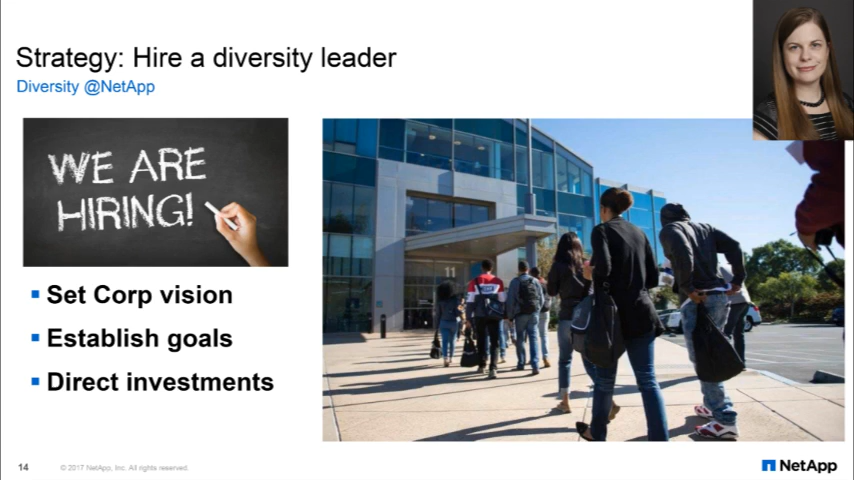 Strategy: Hire a diversity leader
Diversity @NetApp
WE ARE
HIRING!
Set Corp vision
Establish goals
Direct investments
11
14
© 2017 NetApp, Inc. All rights reserved.
NetApp